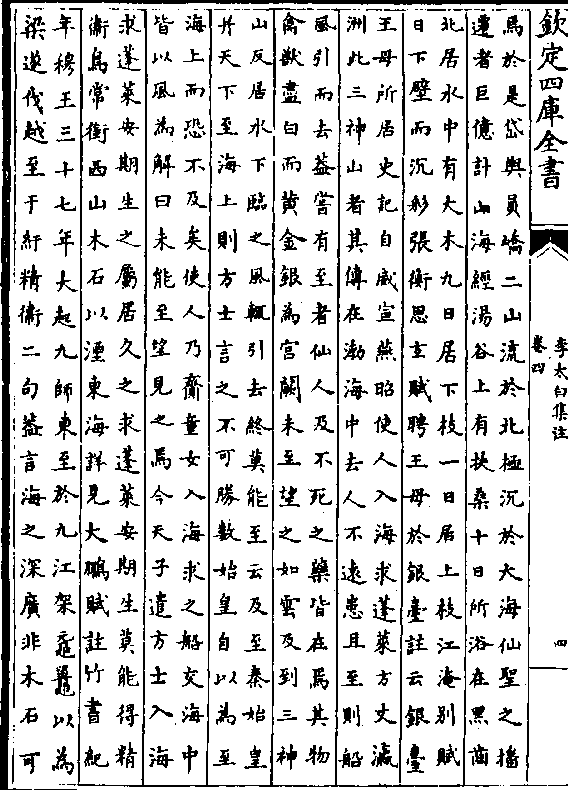 欽定四庫全書
李太白集注
卷四
四
馬於是岱輿員嶠二山流於北極沉於大海仙聖之播
遷者巨億計山海經湯谷上有扶桑十日所浴在黑齒
北居水中有大木九日居下枝一日居上枝江淹别賦
日下壁而沉彩張衡思玄賦聘王母於銀臺註云銀臺
王母所居史記自威宣燕昭使人入海求蓬萊方丈瀛
洲此三神山者其傳在渤海中去人不遠患且至則船
風引而去蓋嘗有至者仙人及不死之藥皆在焉其物
禽獸盡白而黄金銀為宫闕未至望之如雲及到三神
山反居水下臨之風輒引去終莫能至云及至秦始皇
并天下至海上則方士言之不可勝數始皇自以為至
海上而恐不及矣使人乃齎童女入海求之船交海中
皆以風為解曰未能至望見之焉今天子遣方士入海
求蓬萊安期生之屬居久之求蓬萊安期生莫能得精
衛鳥常銜西山木石以湮東海詳見大鵬賦註竹書紀
年穆王三十七年大起九師東至於九江架黿鼉以為
梁遂伐越至于紆精衛二句蓋言海之深廣非木石可